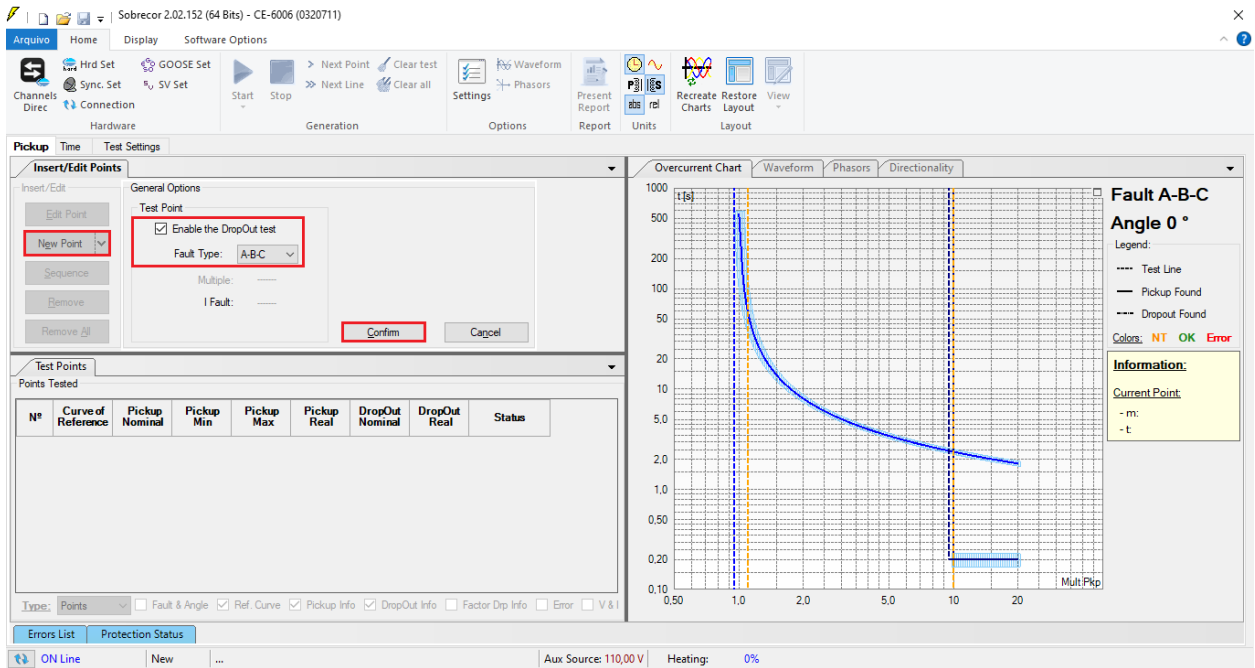 Sobrecor 2.02.152 (64 Bits) - CE-6006 (0320711)
Arquivo Home Display Software Options
Hrd Set GOOSE Set Next Point Clear test Waveform
Sync. Set SV Set Next Line Clear all Phasors
Connection
Channels Direc
Start Stop Settings Present Report abs rel Recreate Charts Restore Layout View
Hardware Generation Options Report Units Layout
Pickup Time Test Settings
Insert/Edit Points
Insert/Edit
Edit Point
New Point
Sequence
Remove
Remove All
General Options
Test Point
Enable the DropOut test
Fault Type: A-B-C
Multiple: ----
I Fault: ----
Confirm Cancel
Test Points
Points Tested
Nº Curve of Reference Pickup Nominal Pickup Min Pickup Max Pickup Real DropOut Nominal DropOut Real Status
Type: Points Fault & Angle Ref. Curve Pickup Info DropOut Info Factor Drp Info Error V & I
Overcurrent Chart Waveform Phasors Directionality
t [s]
1000
500
200
100
50
20
10
5,0
2,0
1,0
0,50
0,20
0,10
0,50 1,0 2,0 5,0 10 20
Mult Pkp
Fault A-B-C
Angle 0 °
Legend:
Test Line
Pickup Found
Dropout Found
Colors: NT OK Error
Information:
Current Point:
- m:
- t:
Errors List Protection Status
ON Line New ... Aux Source: 110,00 V Heating: 0%